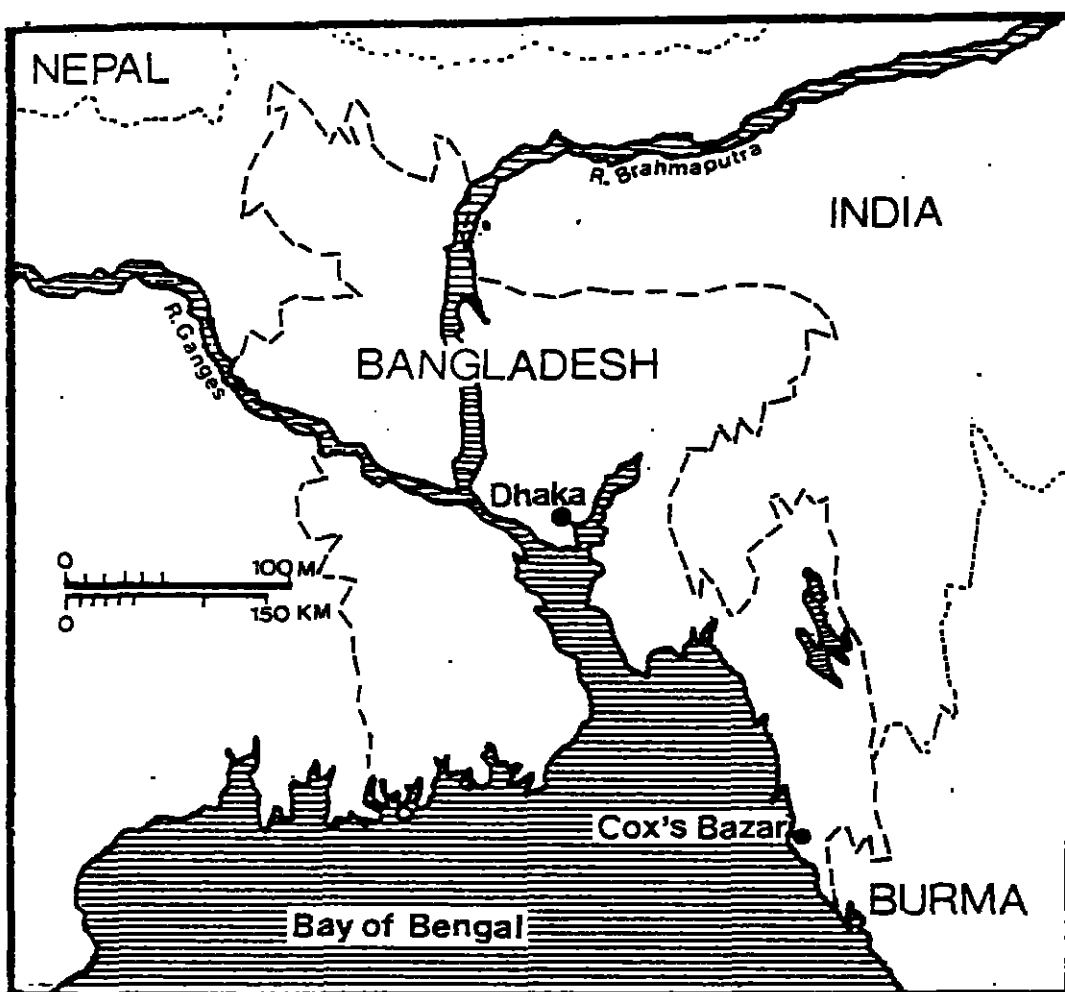 NEPAL
R. Brahmaputra
INDIA
R. Ganges
BANGLADESH
Dhaka
0
100 M
150 KM
0
Cox's Bazar
BURMA
Bay of Bengal